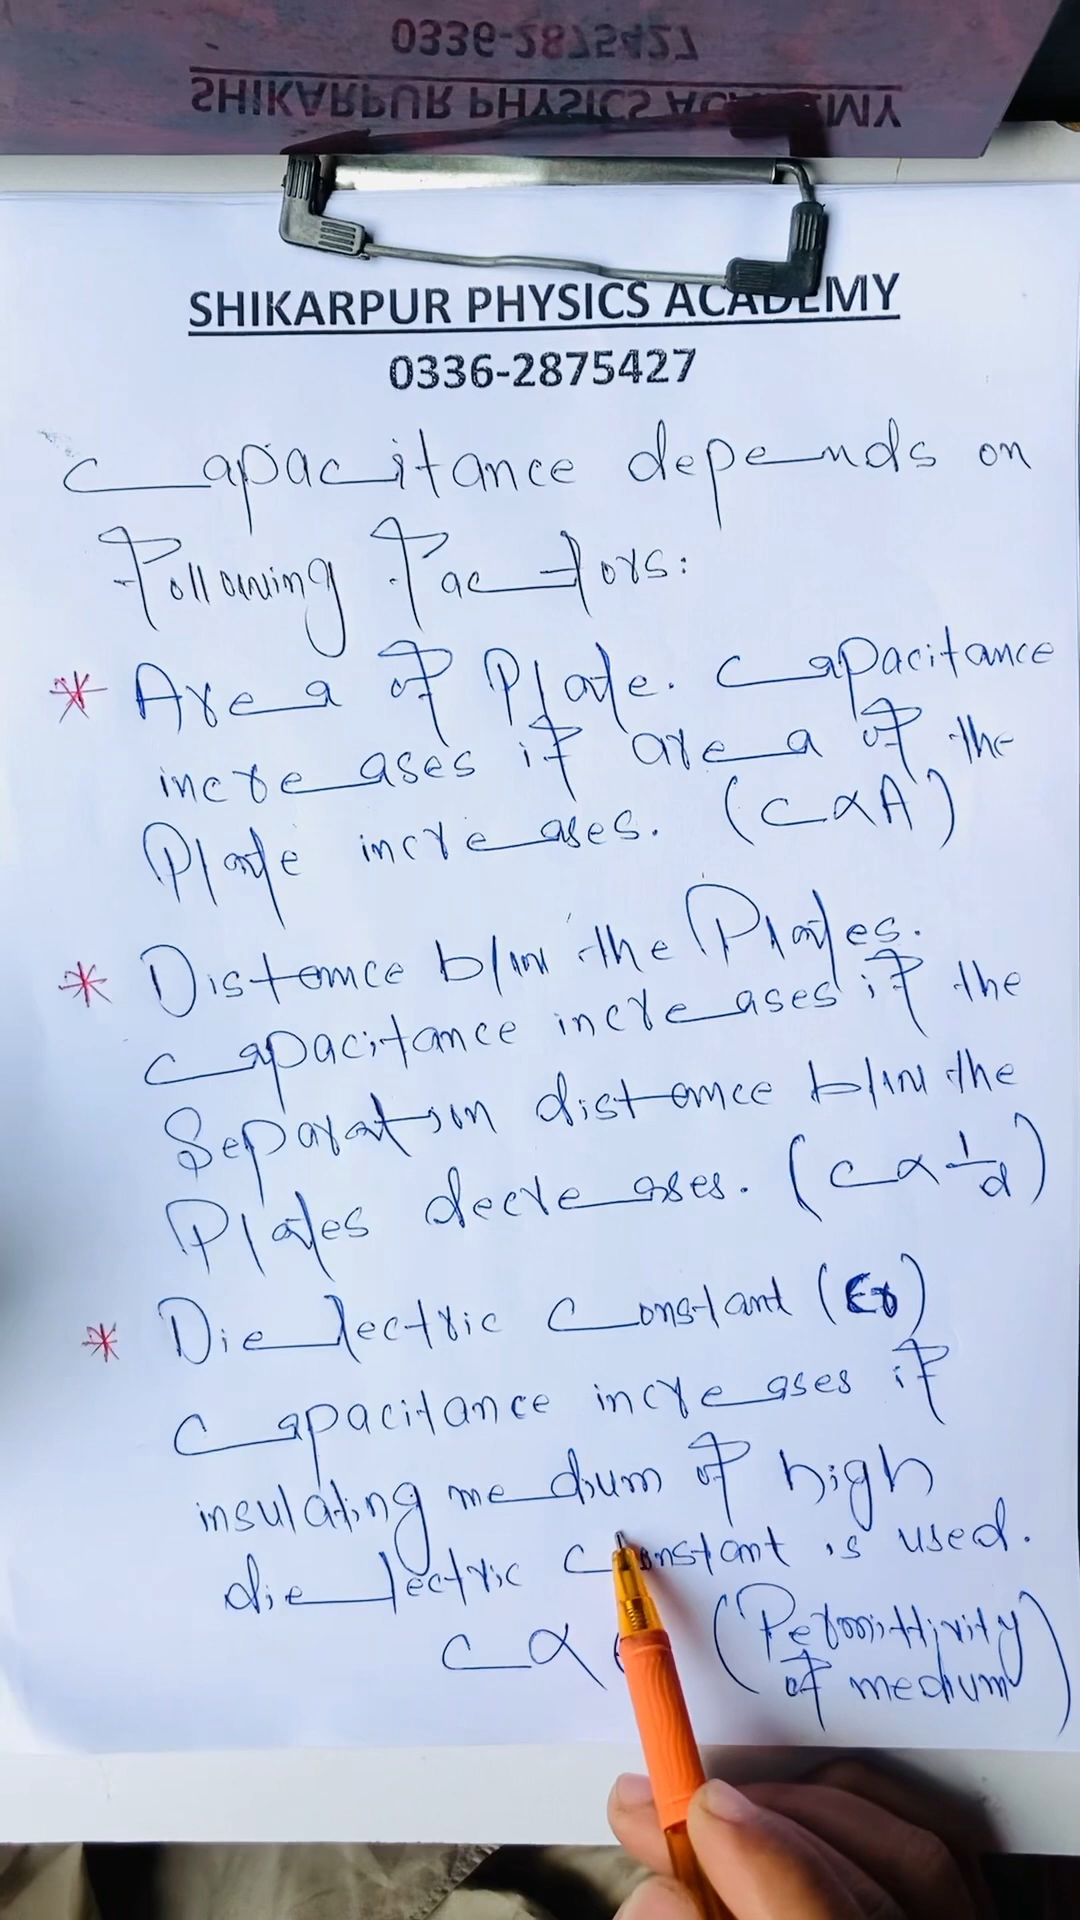 0336-2875427
SHIKARPUR PHYSICS ACADEMY
SHIKARPUR PHYSICS ACADEMY
0336-2875427
Capacitance depends on
Following Factors:
* Area of Plate. Capacitance
increases if area of the
Plate increases. (C ∝ A)
* Distance b/w the Plates.
Capacitance increases if the
Separation distance b/w the
Plates decreases. (C ∝ 1/d)
* Dielectric Constant (εr)
Capacitance increases if
insulating medium of high
dielectric constant is used.
C ∝ (Permittivity
of medium)